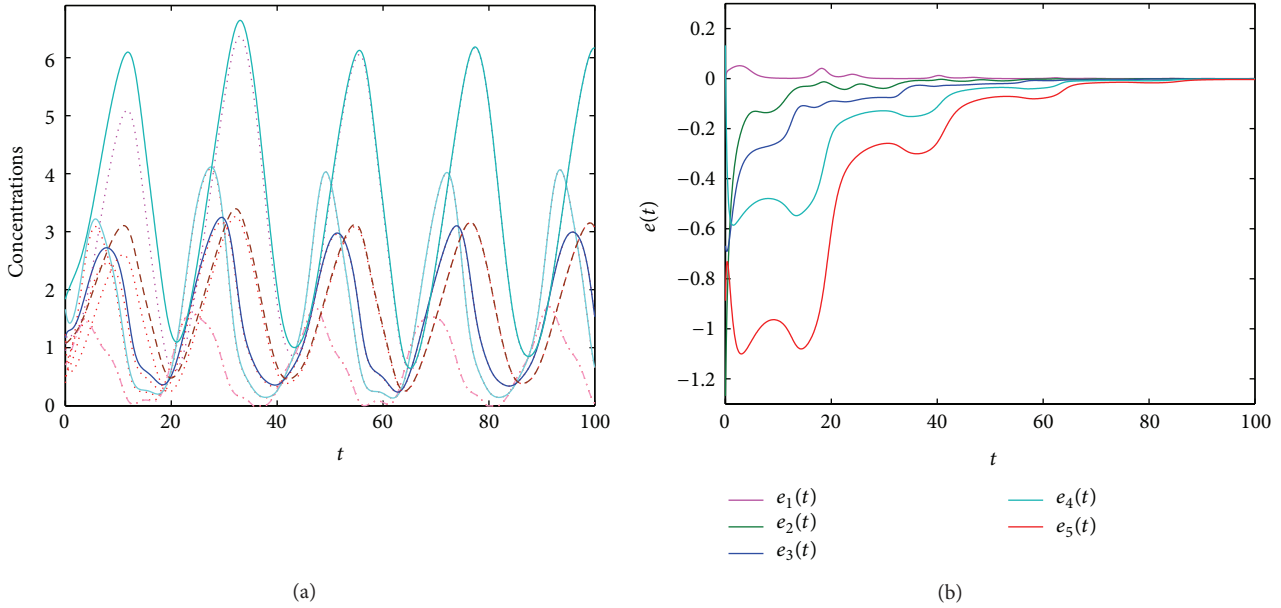 6
5
4
3
2
1
0
0 20 40 60 80 100
Concentrations
t
(a)
0.2
0
−0.2
−0.4
−0.6
−0.8
−1
−1.2
0 20 40 60 80 100
e(t)
t
e₁(t)
e₂(t)
e₃(t)
e₄(t)
e₅(t)
(b)